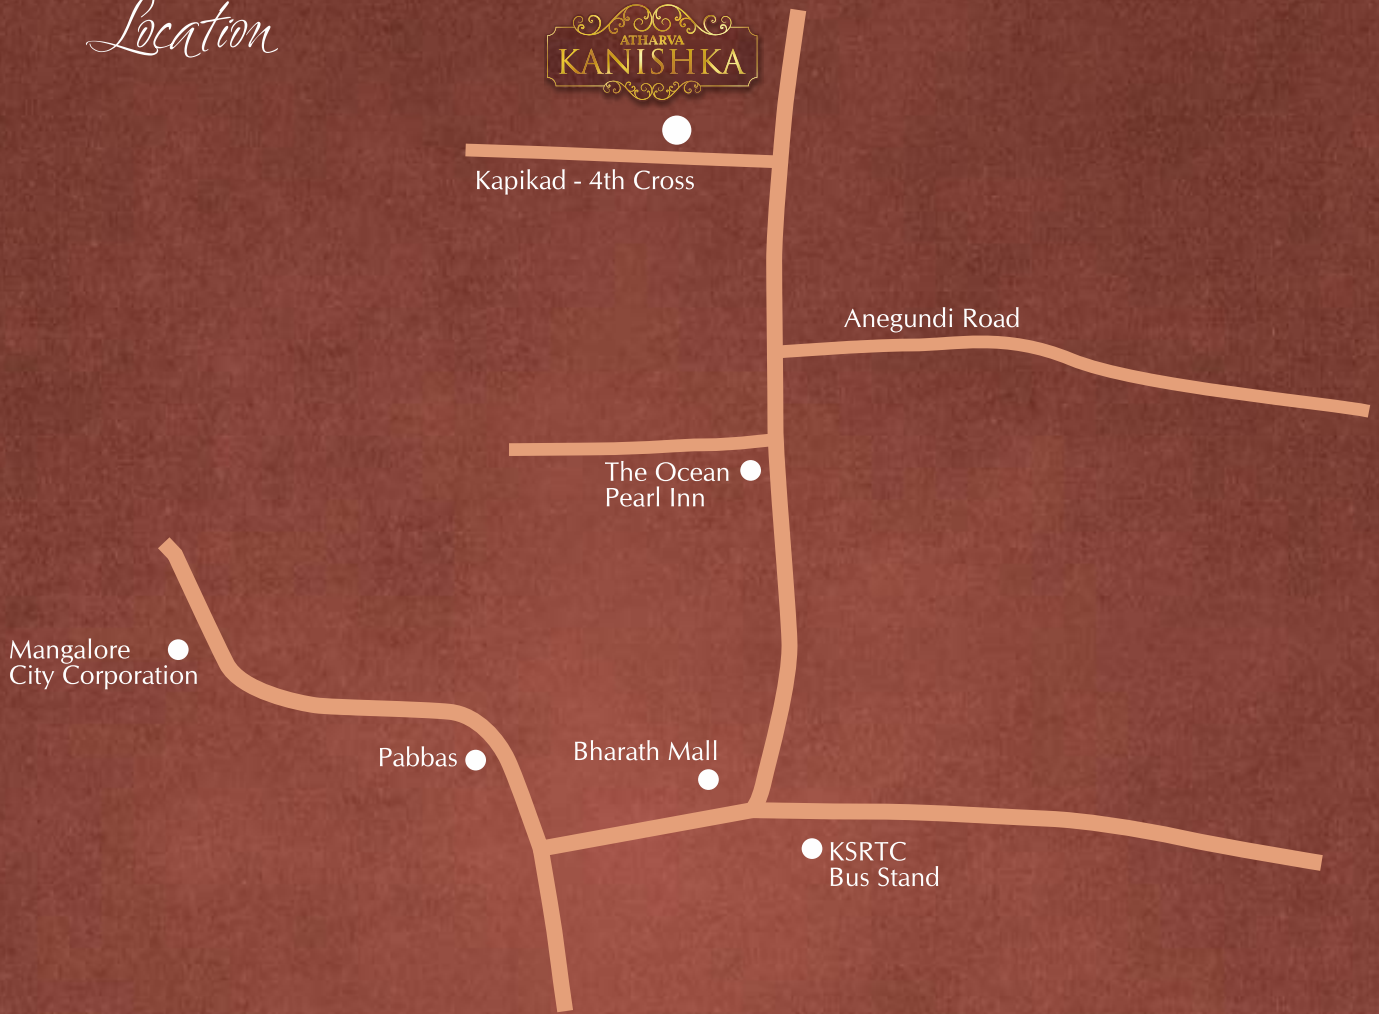 Location
ATHARVA
KANISHKA
Kapikad - 4th Cross
Anegundi Road
The Ocean
Pearl Inn
Mangalore
City Corporation
Pabbas
Bharath Mall
KSRTC
Bus Stand